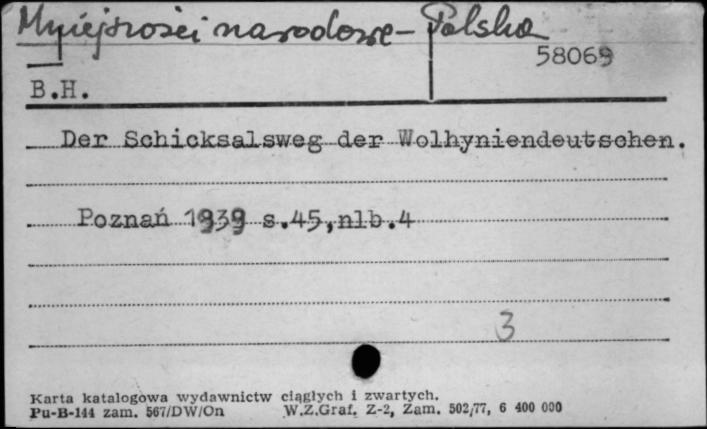 Mniejszości narodowe - Polska
58069
B.H.
Der Schicksalsweg der Wolhyniendeutschen.
Poznań 1939 s.45,nlb.4
3
Karta katalogowa wydawnictw ciągłych i zwartych.
Pu-B-144 zam. 567/DW/On W.Z.Graf. Z-2, Zam. 502/77, 6 400 000